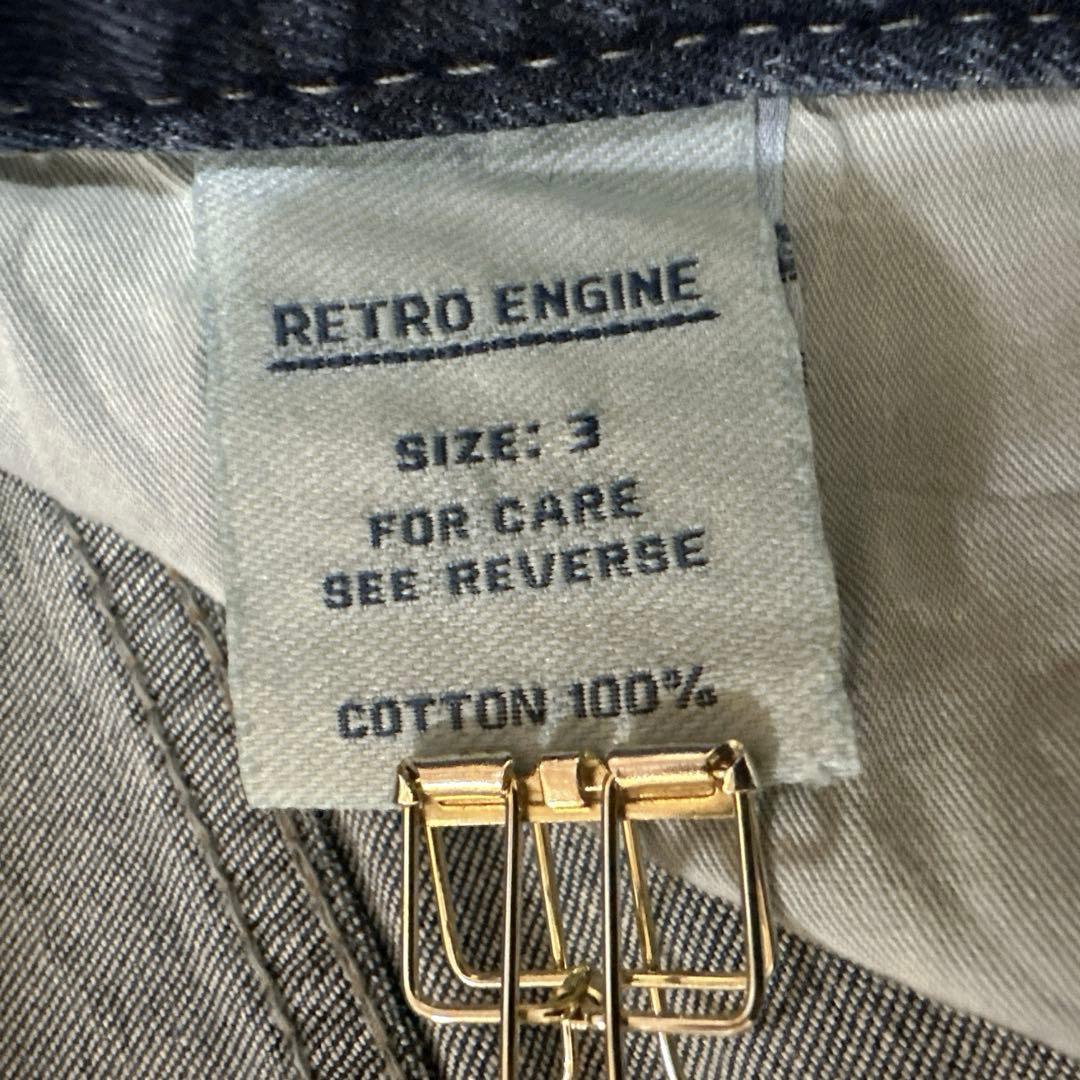 RETRO ENGINE
SIZE: 3
FOR CARE
SEE REVERSE
COTTON 100%